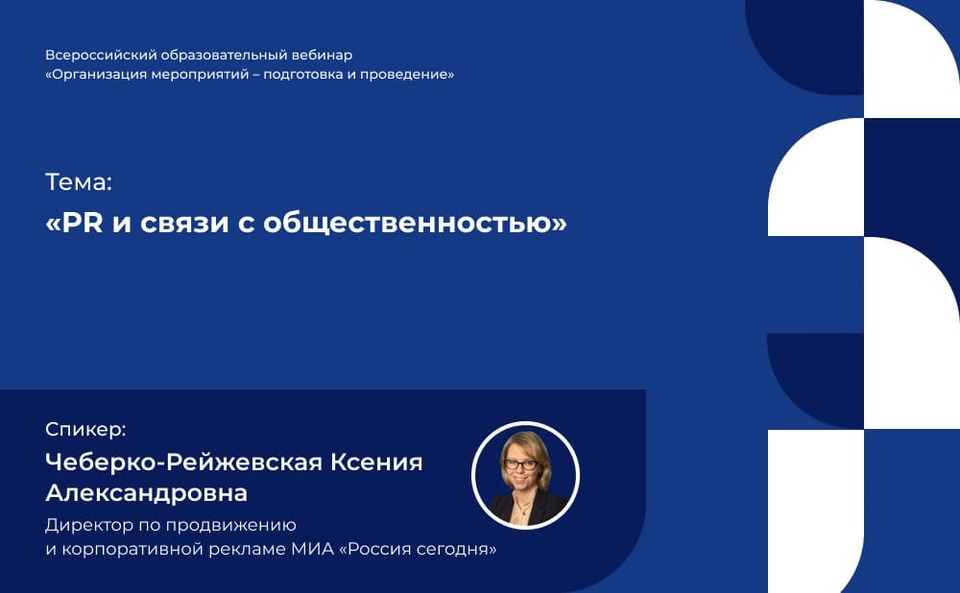 Всероссийский образовательный вебинар
«Организация мероприятий – подготовка и проведение»
Тема:
«PR и связи с общественностью»
Спикер:
Чеберко-Рейжевская Ксения
Александровна
Директор по продвижению
и корпоративной рекламе МИА «Россия сегодня»